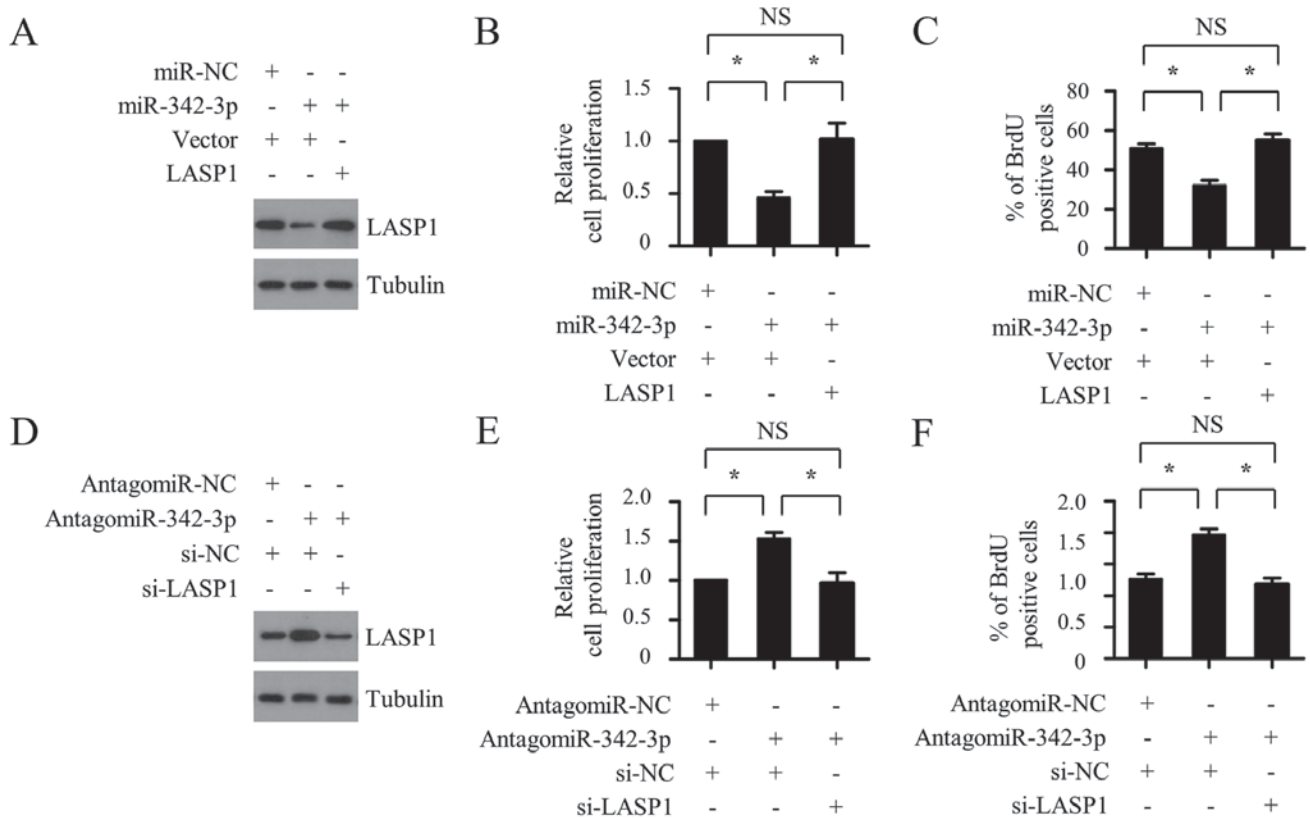 A
miR-NC + - -
miR-342-3p - + +
Vector + + -
LASP1 - - +
LASP1
Tubulin
B
NS
* *
Relative
cell proliferation
1.5
1.0
0.5
0
miR-NC + - -
miR-342-3p - + +
Vector + + -
LASP1 - - +
C
NS
* *
% of BrdU
positive cells
80
60
40
20
0
miR-NC + - -
miR-342-3p - + +
Vector + + -
LASP1 - - +
D
AntagomiR-NC + - -
AntagomiR-342-3p - + +
si-NC + + -
si-LASP1 - - +
LASP1
Tubulin
E
NS
* *
Relative
cell proliferation
2.0
1.5
1.0
0.5
0
AntagomiR-NC + - -
AntagomiR-342-3p - + +
si-NC + + -
si-LASP1 - - +
F
NS
* *
% of BrdU
positive cells
2.0
1.5
1.0
0.5
0
AntagomiR-NC + - -
AntagomiR-342-3p - + +
si-NC + + -
si-LASP1 - - +